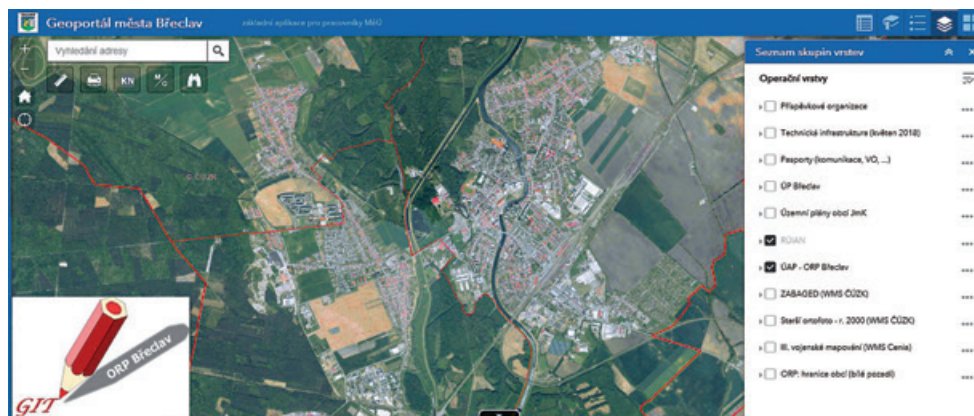 Geoportál města Břeclav
základní aplikace pro pracovníky MěÚ
Vyhledání adresy
KN
M/G
© ČÚZK
Seznam skupin vrstev
Operační vrstvy
Příspěvkové organizace
Technické infrastruktura (květen 2018)
Pasporty (komunikace, VO, ...)
ÚP Břeclav
Územní plány obcí JmK
RÚIAN
ÚAP - ORP Břeclav
ZABAGED (WMS ČÚZK)
Starší ortofoto - r. 2000 (WMS ČÚZK)
III. vojenské mapování (WMS Cenia)
ORP: hranice obcí (bílé pozadí)
ORP Břeclav
GIT